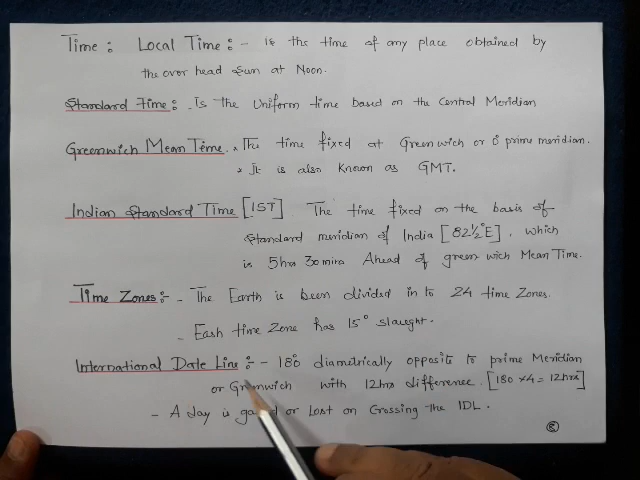 Time : Local Time :- Is the time of any place obtained by
the over head Sun at Noon.
Standard Time :- Is the Uniform time based on the Central Meridian
Greenwich Mean Time . The time fixed at Greenwich or 0° prime meridian.
It is also known as GMT.
Indian Standard Time [IST] The time fixed on the basis of
Standard meridian of India [82½°E], which
is 5hrs 30mins Ahead of green wich Mean Time.
Time Zones :- - The Earth is been divided in to 24 time Zones.
- Each time Zone has 15°
International Date Line :- - 180° diametrically opposite to prime Meridian
or Greenwich with 12hrs difference. [180 × 4 = 12hrs]
- A day is or Lost on Crossing the IDL.